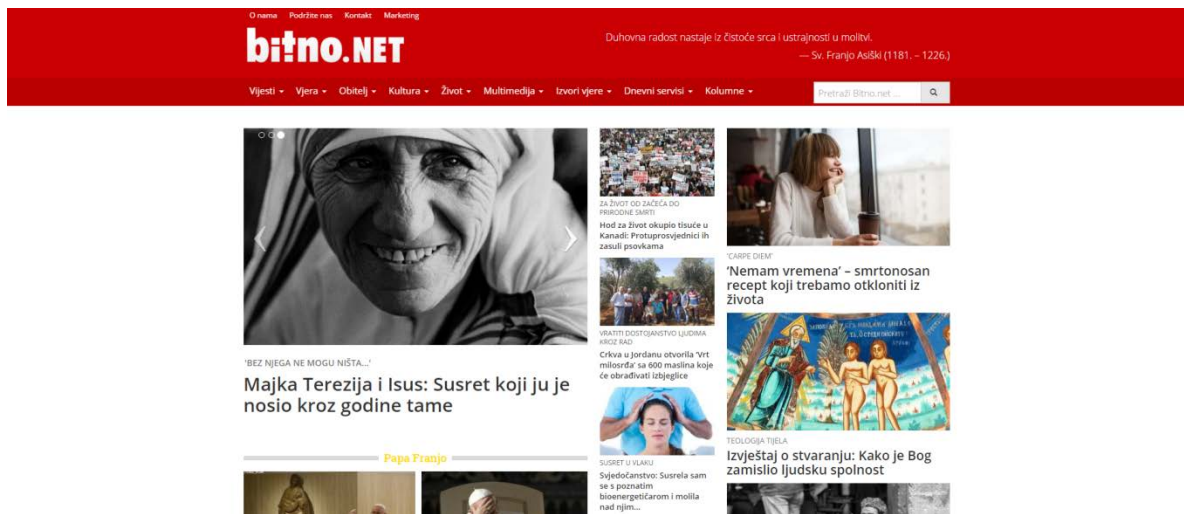 O nama Podržite nas Kontakt Marketing
bitno.NET
Duhovna radost nastaje iz čistoće srca i ustrajnosti u molitvi.
— Sv. Franjo Asiški (1181. – 1226.)
Vijesti Vjera Obitelj Kultura Život Multimedija Izvori vjere Dnevni servisi Kolumne
Pretraži Bitno.net ...
'BEZ NJEGA NE MOGU NIŠTA...'
Majka Terezija i Isus: Susret koji ju je
nosio kroz godine tame
Papa Franjo
ZA ŽIVOT OD ZAČEĆA DO
PRIRODNE SMRTI
Hod za život okupio tisuće u
Kanadi: Protuprosvjednici ih
zasuli psovkama
VRATITI DOSTOJANSTVO LJUDIMA
KROZ RAD
Crkva u Jordanu otvorila 'Vrt
milosrđa' sa 600 maslina koje
će obrađivati izbjeglice
SUSRET U VLAKU
Svjedočanstvo: Susrela sam
se s poznatim
bioenergetičarom i molila
nad njim...
'CARPE DIEM'
'Nemam vremena' – smrtonosan
recept koji trebamo otkloniti iz
života
TEOLOGIJA TIJELA
Izvještaj o stvaranju: Kako je Bog
zamislio ljudsku spolnost